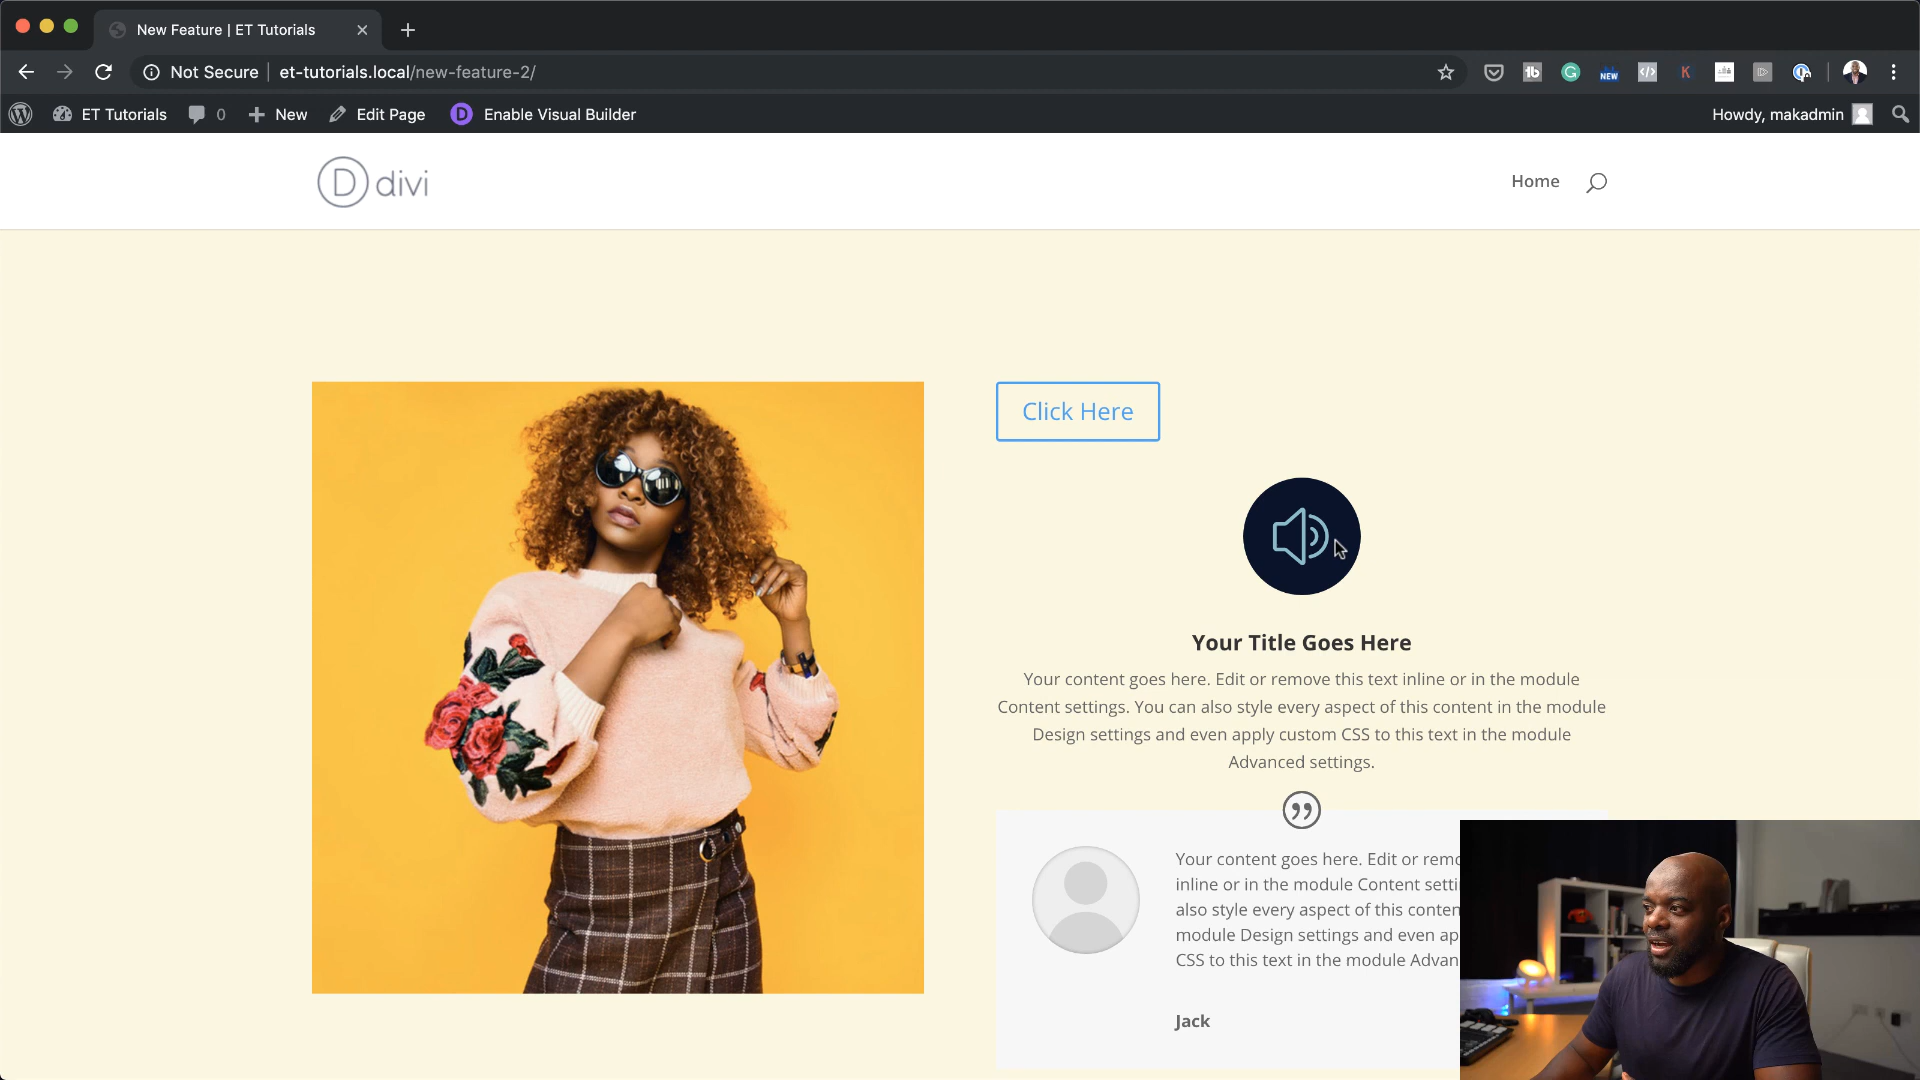 New Feature | ET Tutorials
Not Secure | et-tutorials.local/new-feature-2/
ET Tutorials 0 New Edit Page D Enable Visual Builder Howdy, makadmin
D divi
Home
Click Here
Your Title Goes Here
Your content goes here. Edit or remove this text inline or in the module
Content settings. You can also style every aspect of this content in the module
Design settings and even apply custom CSS to this text in the module
Advanced settings.
Your content goes here. Edit or remo
inline or in the module Content setti
also style every aspect of this conten
module Design settings and even ap
CSS to this text in the module Advan
Jack